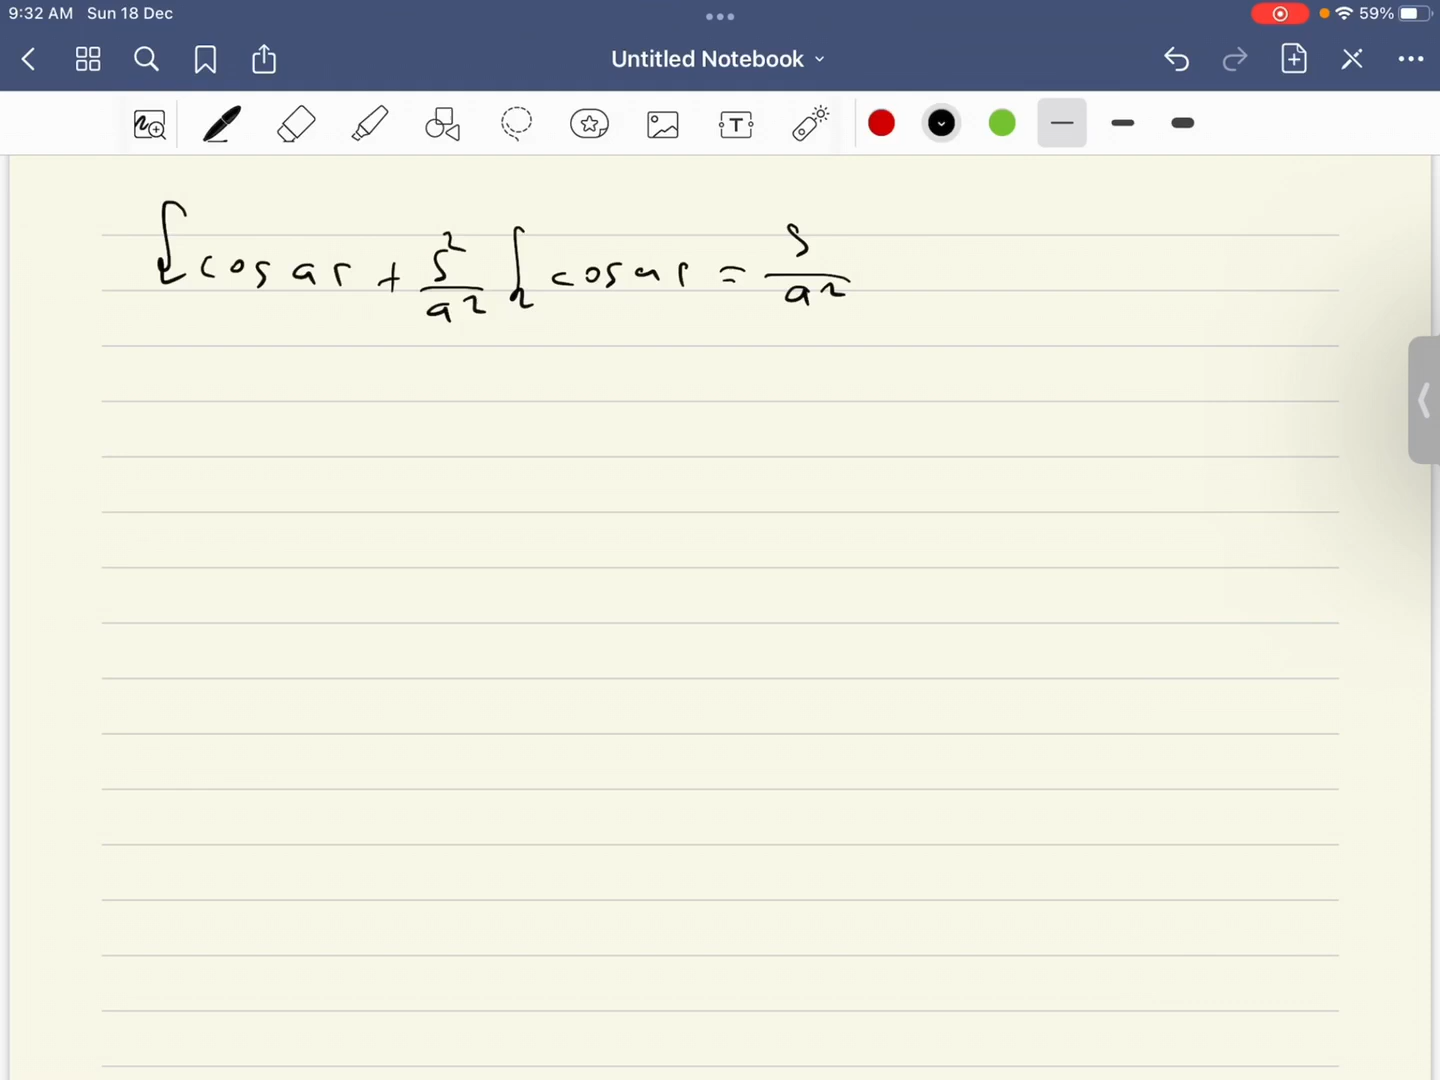 9:32 AM Sun 18 Dec
59%
Untitled Notebook
T
∫ cos ar + s²/a² ∫ cos ar = s/a²